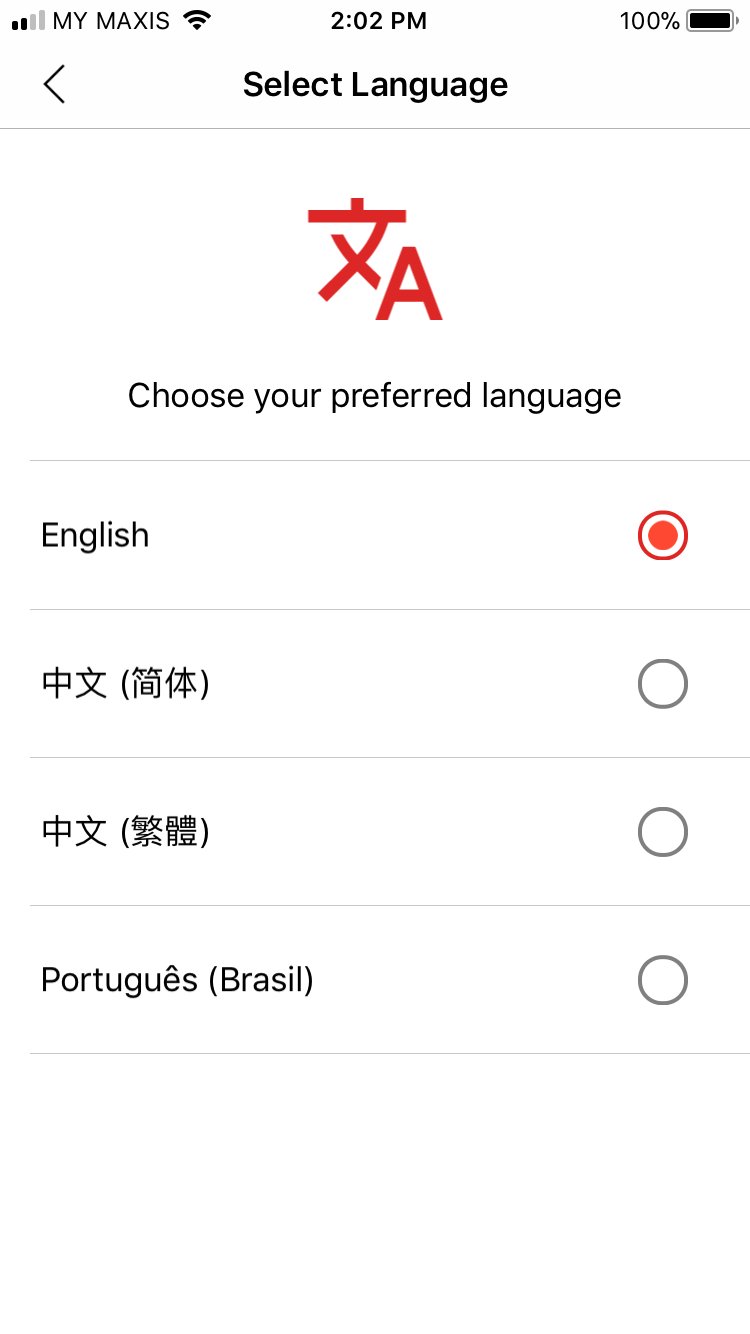 MY MAXIS 2:02 PM 100%
Select Language
文A
Choose your preferred language
English
中文 (简体)
中文 (繁體)
Português (Brasil)